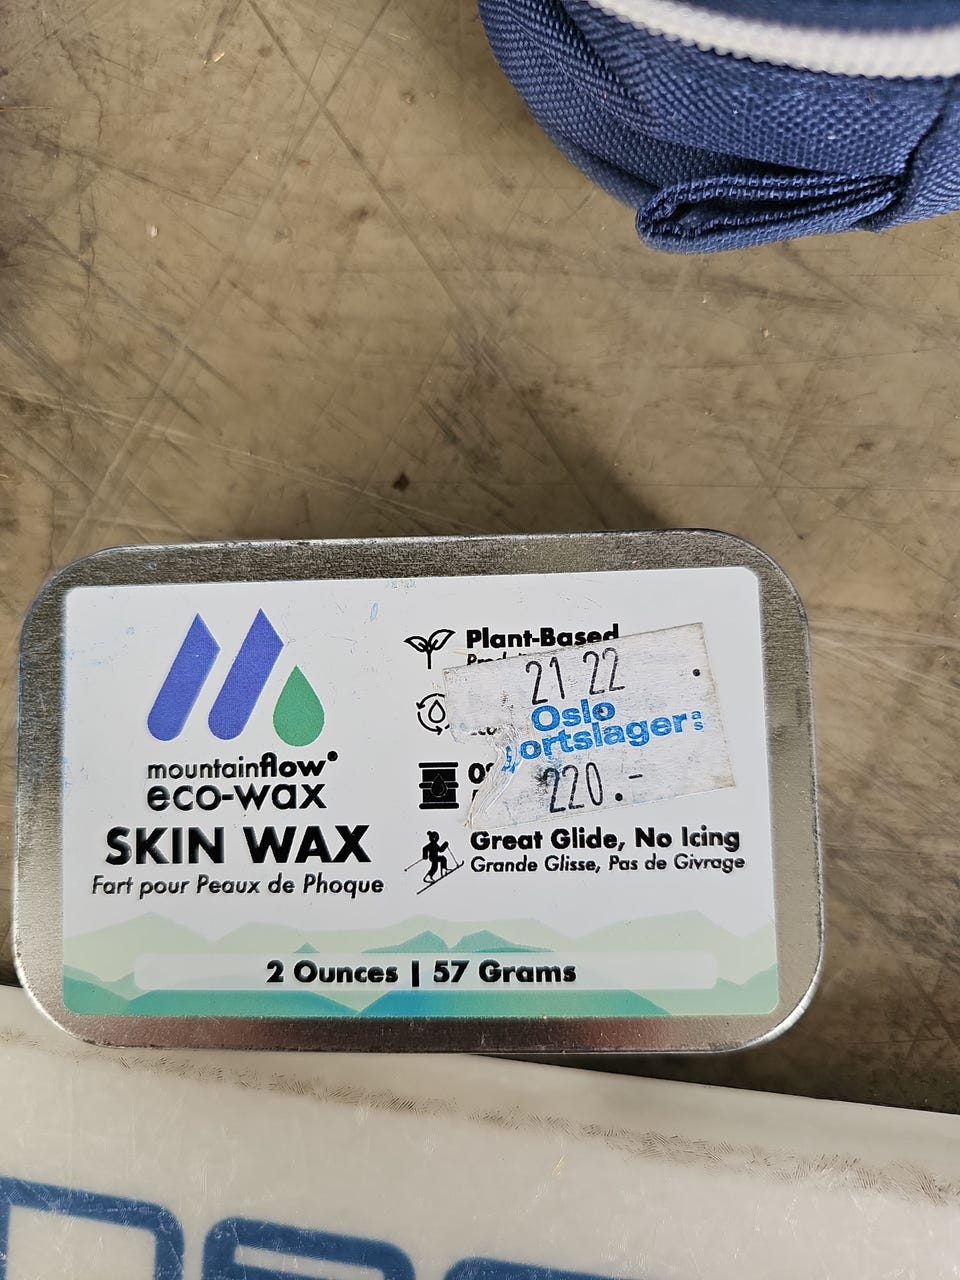 mountainflow®
eco-wax
SKIN WAX
Fart pour Peaux de Phoque
Plant-Based
21 22
Oslo
220.-
Great Glide, No Icing
Grande Glisse, Pas de Givrage
2 Ounces | 57 Grams